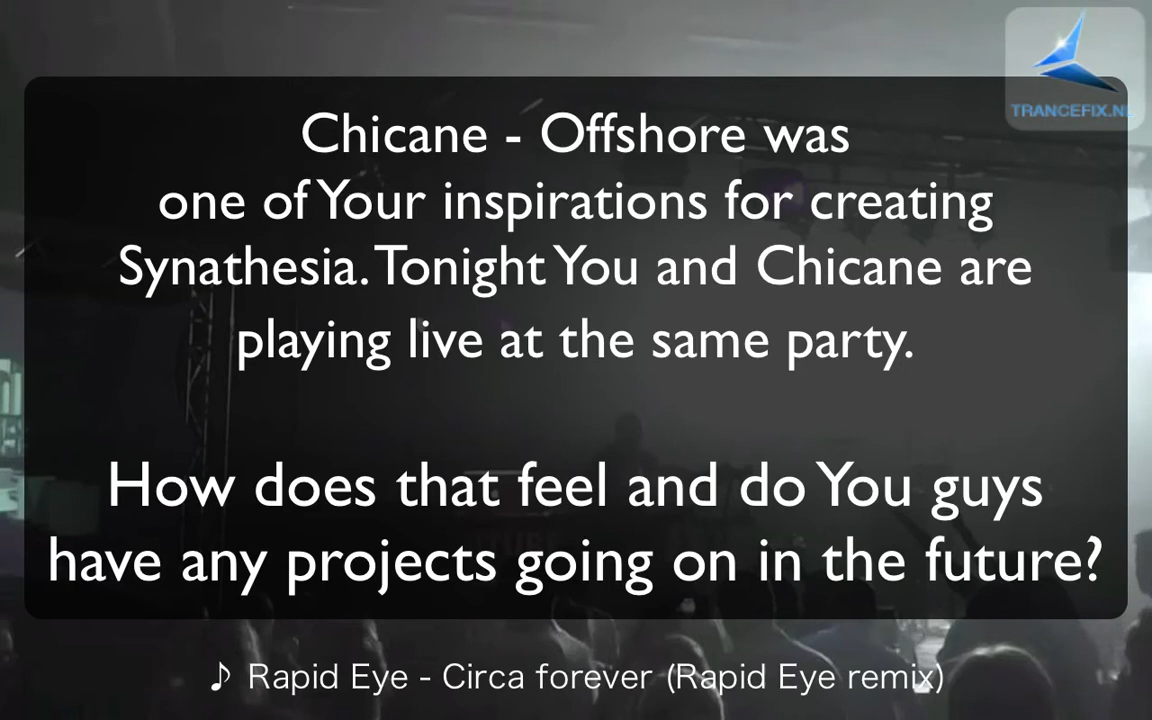 TRANCEFIX.NL
Chicane - Offshore was
one of Your inspirations for creating
Synathesia. Tonight You and Chicane are
playing live at the same party.
How does that feel and do You guys
have any projects going on in the future?
♪ Rapid Eye - Circa forever (Rapid Eye remix)